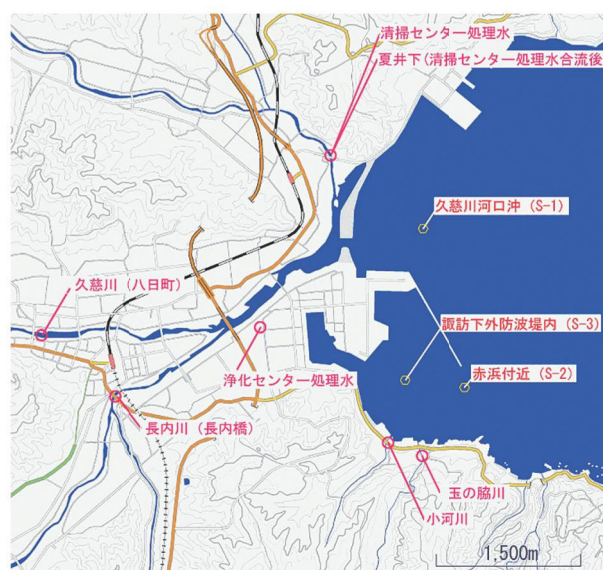 清掃センター処理水
夏井下(清掃センター処理水合流後
久慈川河口沖(S-1)
久慈川(八日町)
諏訪下外防波堤内(S-3)
浄化センター処理水
赤浜付近(S-2)
長内川(長内橋)
玉の脇川
小河川
1,500m